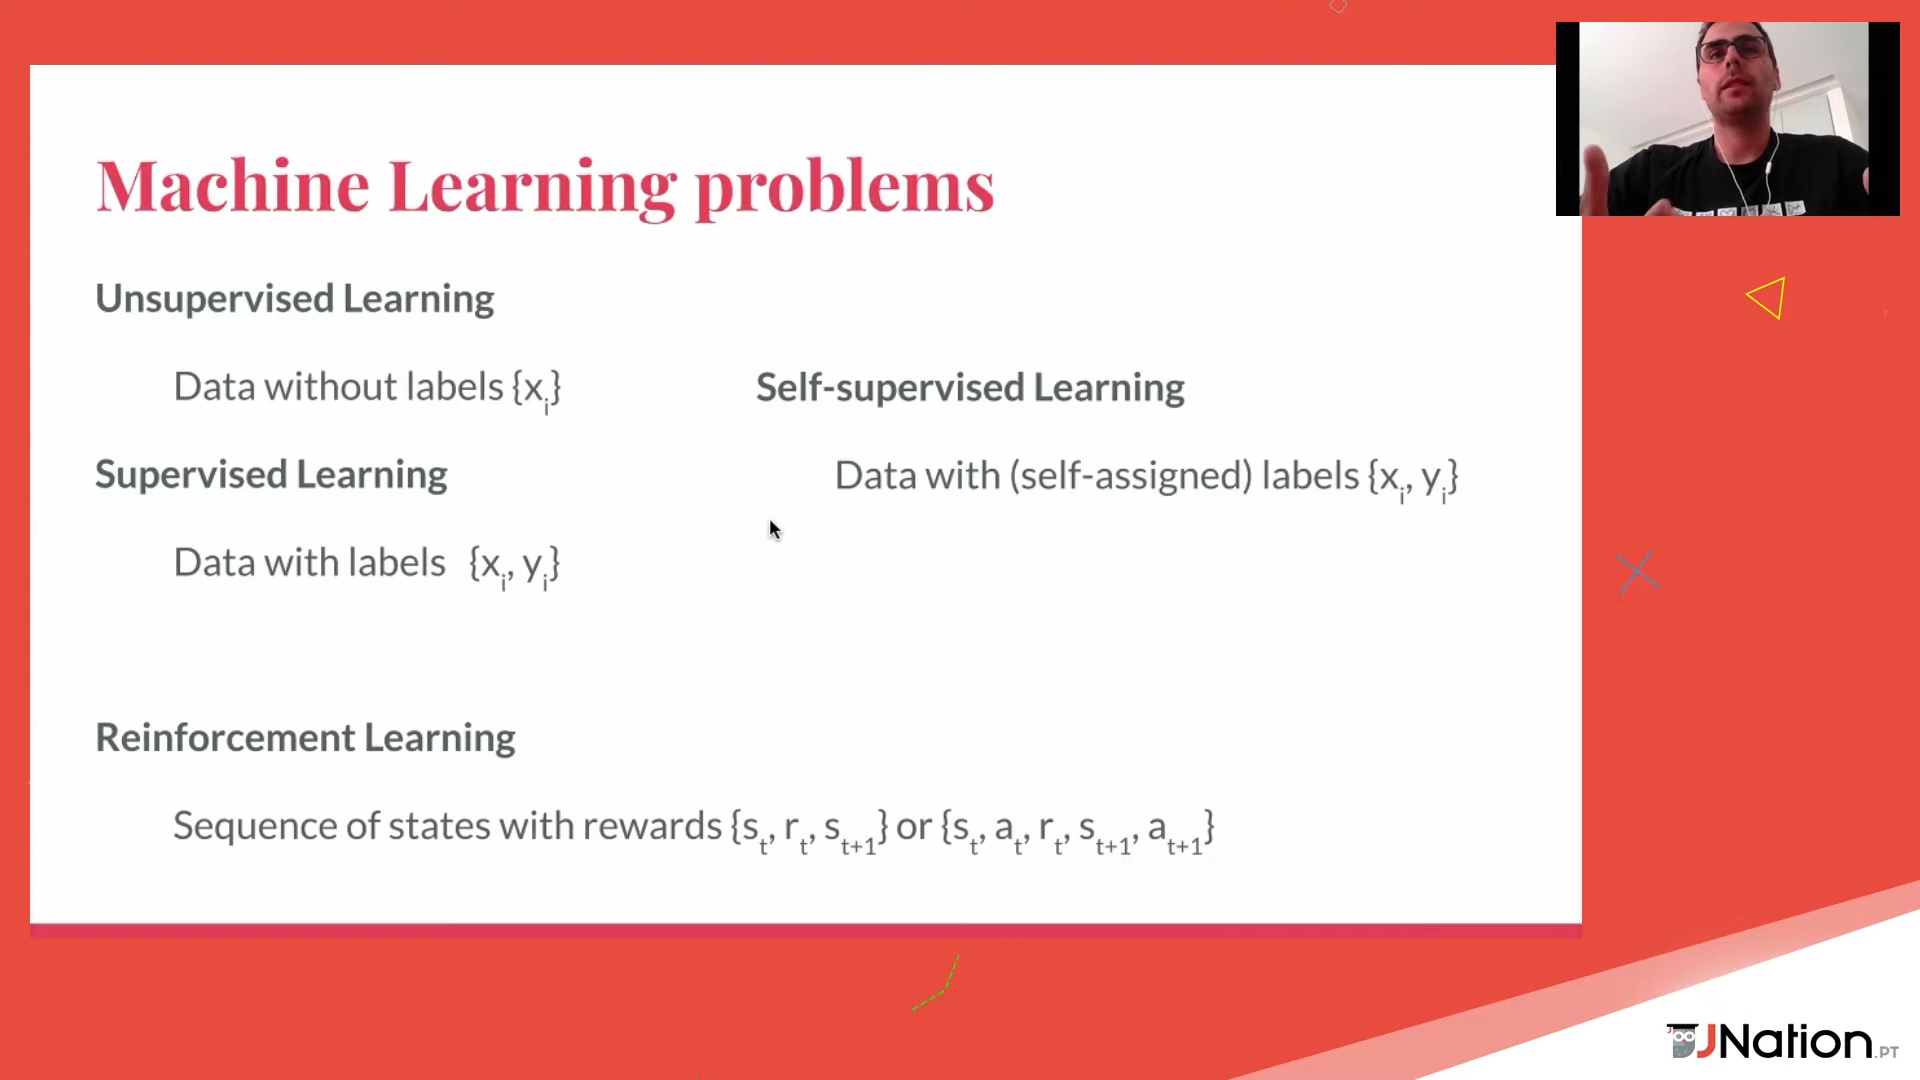 Machine Learning problems
Unsupervised Learning
Data without labels {xᵢ}
Self-supervised Learning
Supervised Learning
Data with (self-assigned) labels {xᵢ, yᵢ}
Data with labels {xᵢ, yᵢ}
Reinforcement Learning
Sequence of states with rewards {sₜ, rₜ, sₜ₊₁} or {sₜ, aₜ, rₜ, sₜ₊₁, aₜ₊₁}
JNation.PT